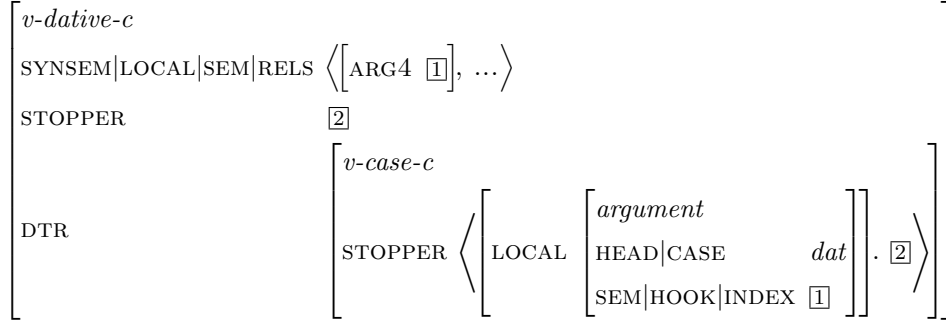 v-dative-c
SYNSEM|LOCAL|SEM|RELS ⟨[ARG4 1], ...⟩
STOPPER 2
v-case-c
argument
DTR STOPPER ⟨[LOCAL [HEAD|CASE dat]]. 2⟩
SEM|HOOK|INDEX 1